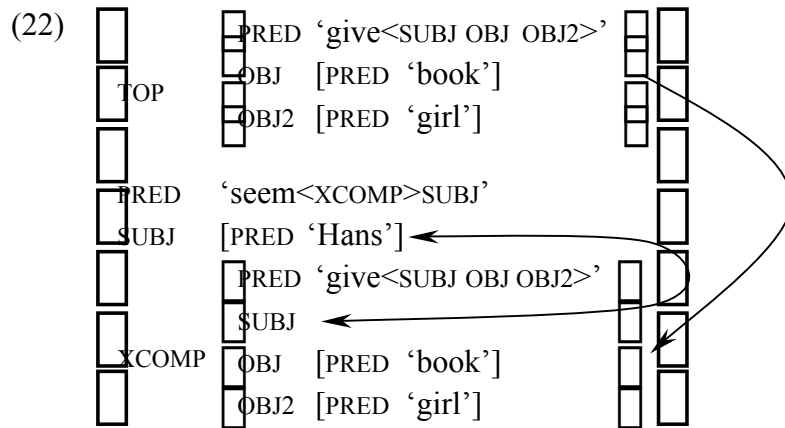 (22)
PRED ‘give<SUBJ OBJ OBJ2>’
OBJ [PRED ‘book’]
TOP
OBJ2 [PRED ‘girl’]
PRED ‘seem<XCOMP>SUBJ’
SUBJ [PRED ‘Hans’]
PRED ‘give<SUBJ OBJ OBJ2>’
SUBJ
XCOMP OBJ [PRED ‘book’]
OBJ2 [PRED ‘girl’]